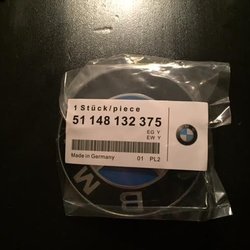 1 Stück/piece
51 148 132 375
EG Y
EW Y
Made in Germany 01 PL2
B M